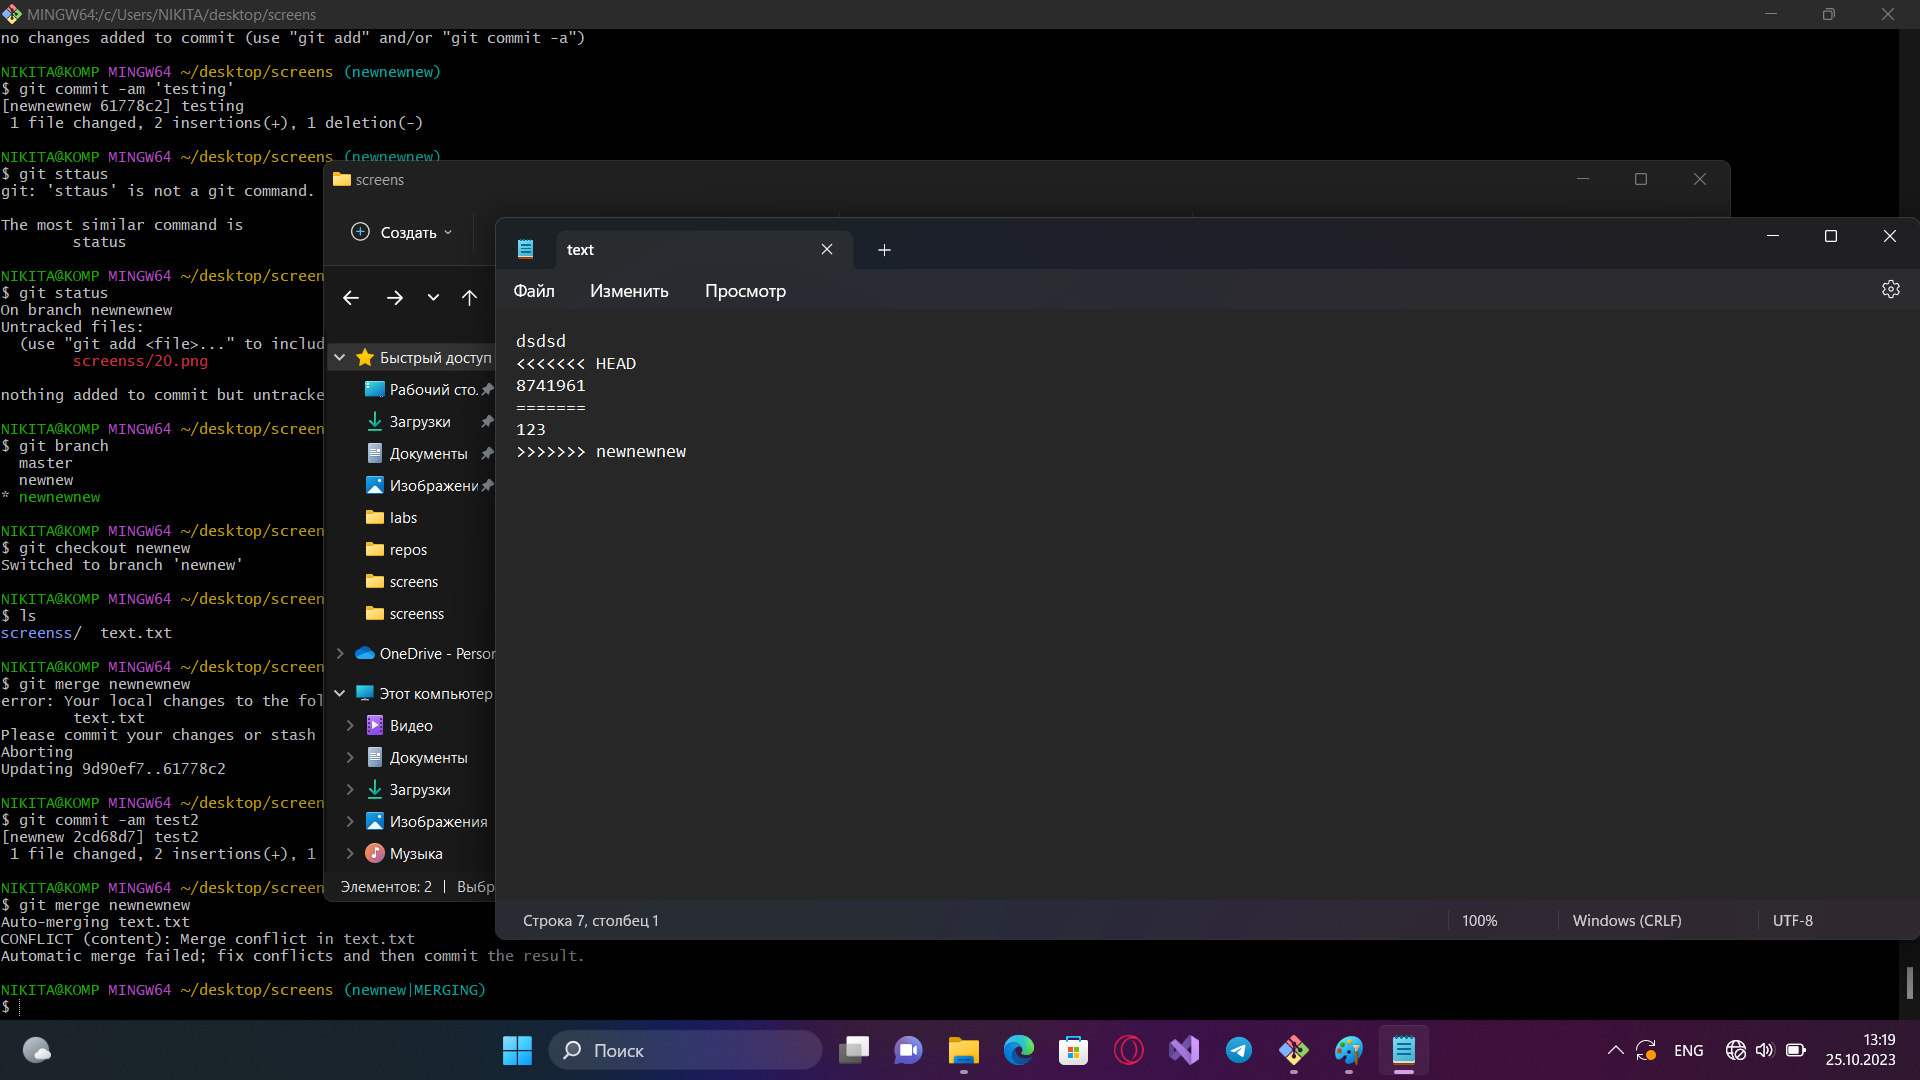 MINGW64:/c/Users/NIKITA/desktop/screens
no changes added to commit (use "git add" and/or "git commit -a")
NIKITA@KOMP MINGW64 ~/desktop/screens (newnewnew)
$ git commit -am 'testing'
[newnewnew 61778c2] testing
1 file changed, 2 insertions(+), 1 deletion(-)
NIKITA@KOMP MINGW64 ~/desktop/screens (newnewnew)
$ git sttaus
git: 'sttaus' is not a git command.
The most similar command is
status
NIKITA@KOMP MINGW64 ~/desktop/screen
$ git status
On branch newnewnew
Untracked files:
(use "git add <file>..." to includ
screenss/20.png
nothing added to commit but untracke
NIKITA@KOMP MINGW64 ~/desktop/screen
$ git branch
master
newnew
* newnewnew
NIKITA@KOMP MINGW64 ~/desktop/screen
$ git checkout newnew
Switched to branch 'newnew'
NIKITA@KOMP MINGW64 ~/desktop/screen
$ ls
screenss/ text.txt
NIKITA@KOMP MINGW64 ~/desktop/screen
$ git merge newnewnew
error: Your local changes to the fol
text.txt
Please commit your changes or stash
Aborting
Updating 9d90ef7..61778c2
NIKITA@KOMP MINGW64 ~/desktop/screen
$ git commit -am test2
[newnew 2cd68d7] test2
1 file changed, 2 insertions(+), 1
NIKITA@KOMP MINGW64 ~/desktop/screen
$ git merge newnewnew
Auto-merging text.txt
CONFLICT (content): Merge conflict in text.txt
Automatic merge failed; fix conflicts and then commit the result.
NIKITA@KOMP MINGW64 ~/desktop/screens (newnew|MERGING)
$
screens
Создать
Быстрый доступ
Рабочий сто.
Загрузки
Документы
Изображени
labs
repos
screens
screenss
OneDrive - Person
Этот компьютер
Видео
Документы
Загрузки
Изображения
Музыка
Элементов: 2
Выбр
text
Файл
Изменить
Просмотр
dsdsd
<<<<<<< HEAD
8741961
=======
123
>>>>>>> newnewnew
Строка 7, столбец 1
100%
Windows (CRLF)
UTF-8
Поиск
ENG
13:19
25.10.2023